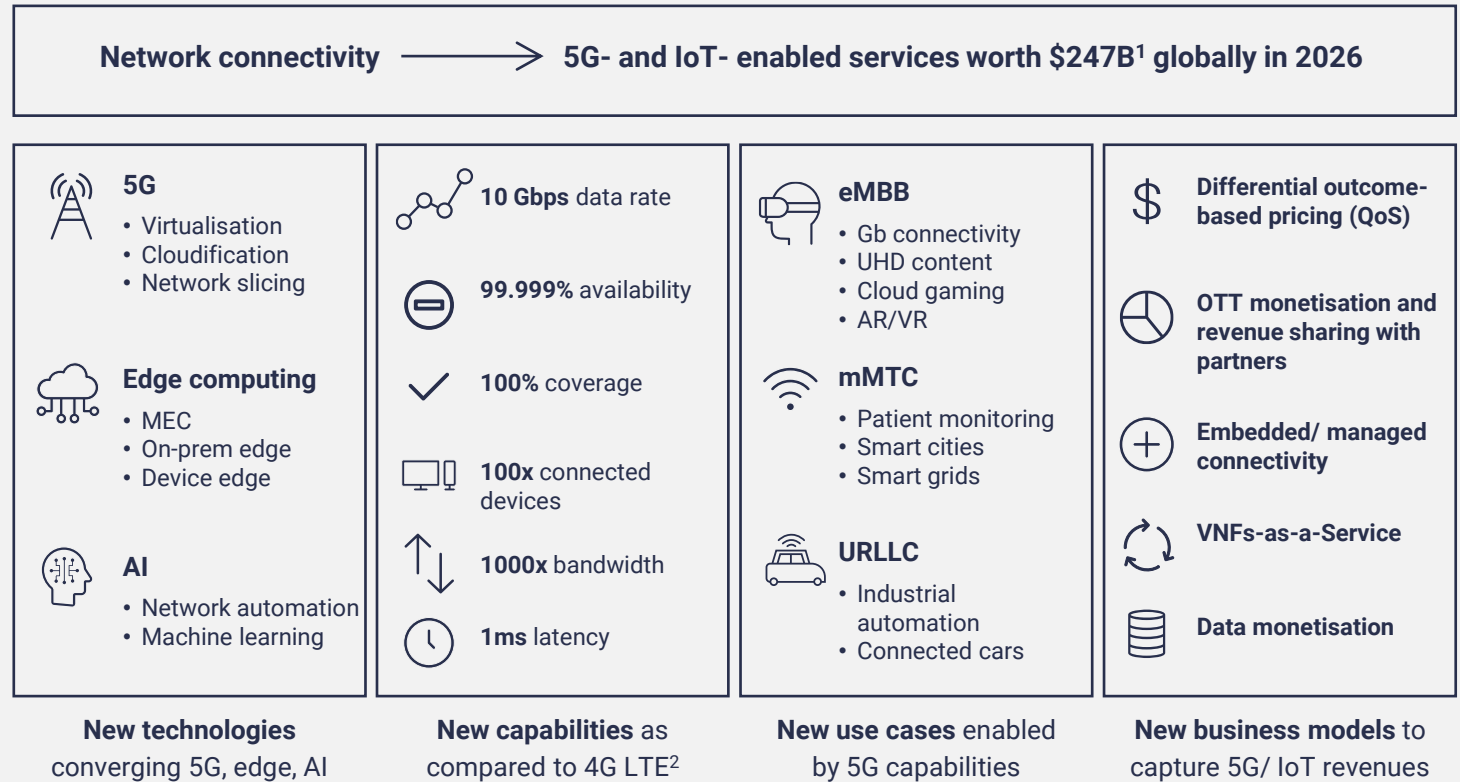 Network connectivity → 5G- and IoT- enabled services worth $247B¹ globally in 2026
5G
• Virtualisation
• Cloudification
• Network slicing
Edge computing
• MEC
• On-prem edge
• Device edge
AI
• Network automation
• Machine learning
New technologies
converging 5G, edge, AI
10 Gbps data rate
99.999% availability
100% coverage
100x connected
devices
1000x bandwidth
1ms latency
New capabilities as
compared to 4G LTE²
eMBB
• Gb connectivity
• UHD content
• Cloud gaming
• AR/VR
mMTC
• Patient monitoring
• Smart cities
• Smart grids
URLLC
• Industrial
automation
• Connected cars
New use cases enabled
by 5G capabilities
$
Differential outcome-
based pricing (QoS)
OTT monetisation and
revenue sharing with
partners
Embedded/ managed
connectivity
VNFs-as-a-Service
Data monetisation
New business models to
capture 5G/ IoT revenues